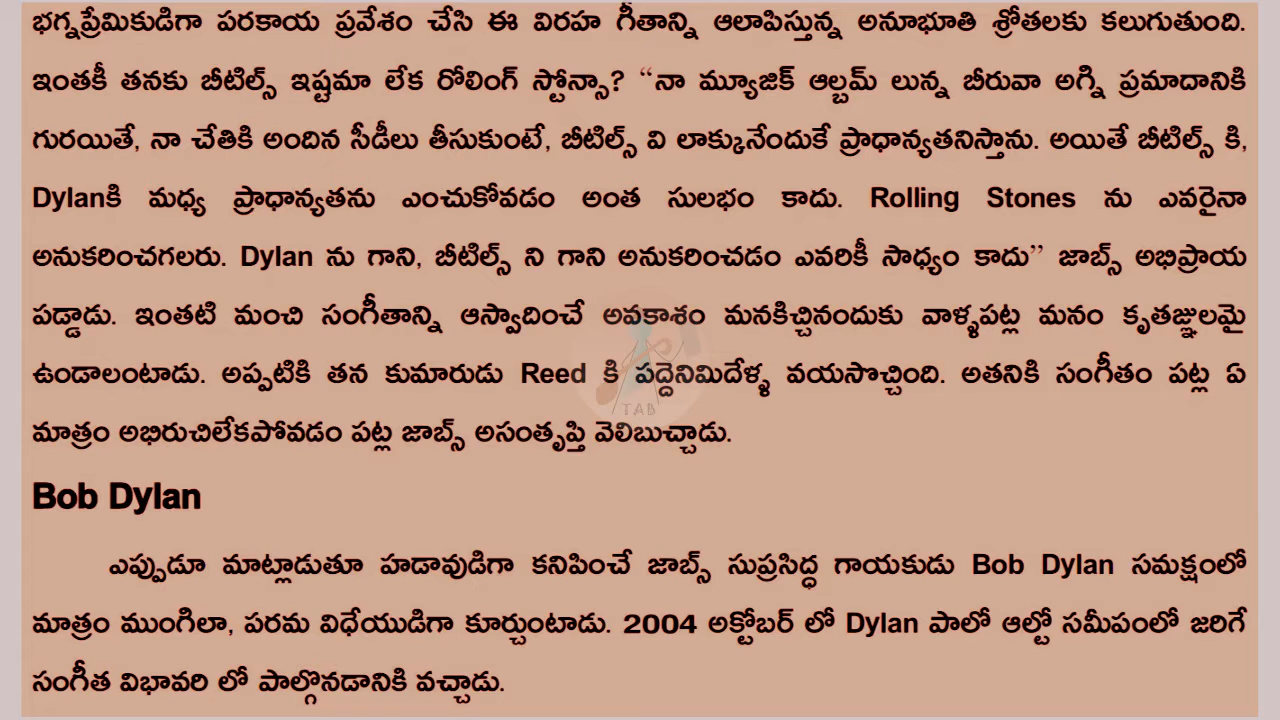 భగ్నప్రేమికుడిగా పరకాయ ప్రవేశం చేసి ఈ విరహ గీతాన్ని ఆలాపిస్తున్న అనూభూతి శ్రోతలకు కలుగుతుంది.
ఇంతకీ తనకు బీటిల్స్ ఇష్టమా లేక రోలింగ్ స్టోన్సా? “నా మ్యూజిక్ ఆల్బమ్ లున్న బీరువా అగ్ని ప్రమాదానికి
గురయితే, నా చేతికి అందిన సీడీలు తీసుకుంటే, బీటిల్స్ వి లాక్కునేందుకే ప్రాధాన్యతనిస్తాను. అయితే బీటిల్స్ కి,
Dylanకి మధ్య ప్రాధాన్యతను ఎంచుకోవడం అంత సులభం కాదు. Rolling Stones ను ఎవరైనా
అనుకరించగలరు. Dylan ను గాని, బీటిల్స్ ని గాని అనుకరించడం ఎవరికీ సాధ్యం కాదు” జాబ్స్ అభిప్రాయ
పడ్డాడు. ఇంతటి మంచి సంగీతాన్ని ఆస్వాదించే అవకాశం మనకిచ్చినందుకు వాళ్ళపట్ల మనం కృతజ్ఞులమై
ఉండాలంటాడు. అప్పటికి తన కుమారుడు Reed కి పద్దెనిమిదేళ్ళ వయసొచ్చింది. అతనికి సంగీతం పట్ల ఏ
మాత్రం అభిరుచిలేకపోవడం పట్ల జాబ్స్ అసంతృప్తి వెలిబుచ్చాడు.
TAB
Bob Dylan
ఎప్పుడూ మాట్లాడుతూ హడావుడిగా కనిపించే జాబ్స్ సుప్రసిద్ధ గాయకుడు Bob Dylan సమక్షంలో
మాత్రం ముంగిలా, పరమ విధేయుడిగా కూర్చుంటాడు. 2004 అక్టోబర్ లో Dylan పాలో ఆల్టో సమీపంలో జరిగే
సంగీత విభావరి లో పాల్గొనడానికి వచ్చాడు.